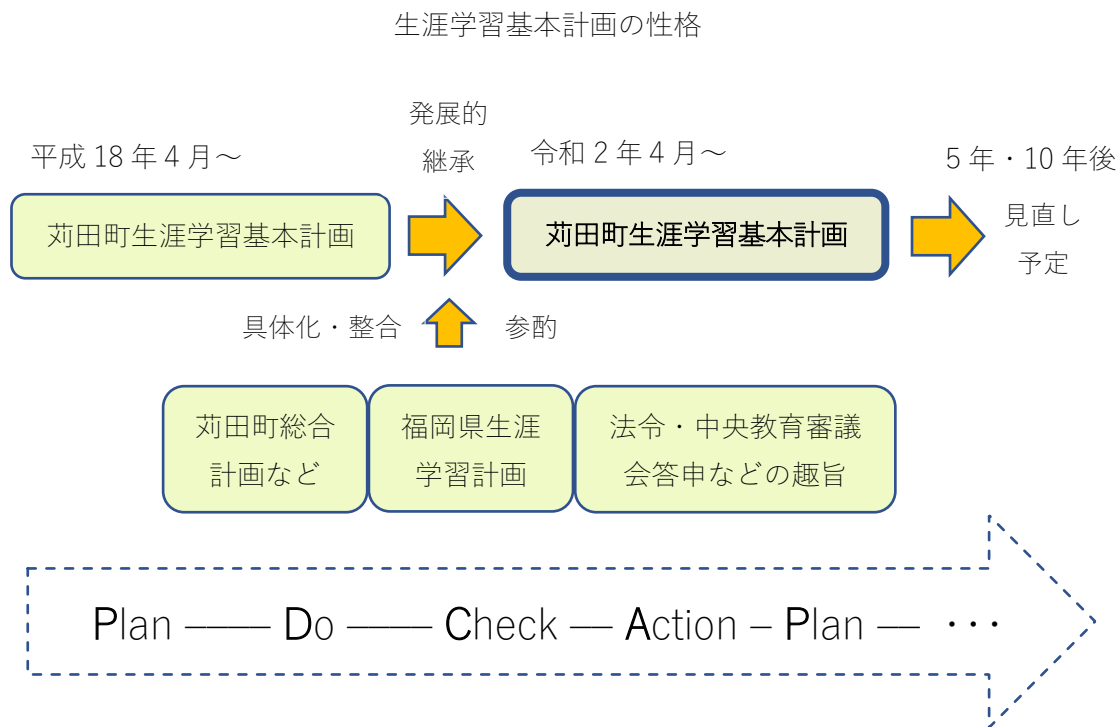 生涯学習基本計画の性格
発展的
継承
平成 18 年 4 月～
令和 2 年 4 月～
5 年・10 年後
苅田町生涯学習基本計画
苅田町生涯学習基本計画
見直し
予定
具体化・整合
参酌
苅田町総合
計画など
福岡県生涯
学習計画
法令・中央教育審議
会答申などの趣旨
Plan ―― Do ―― Check ― Action – Plan ― ・・・